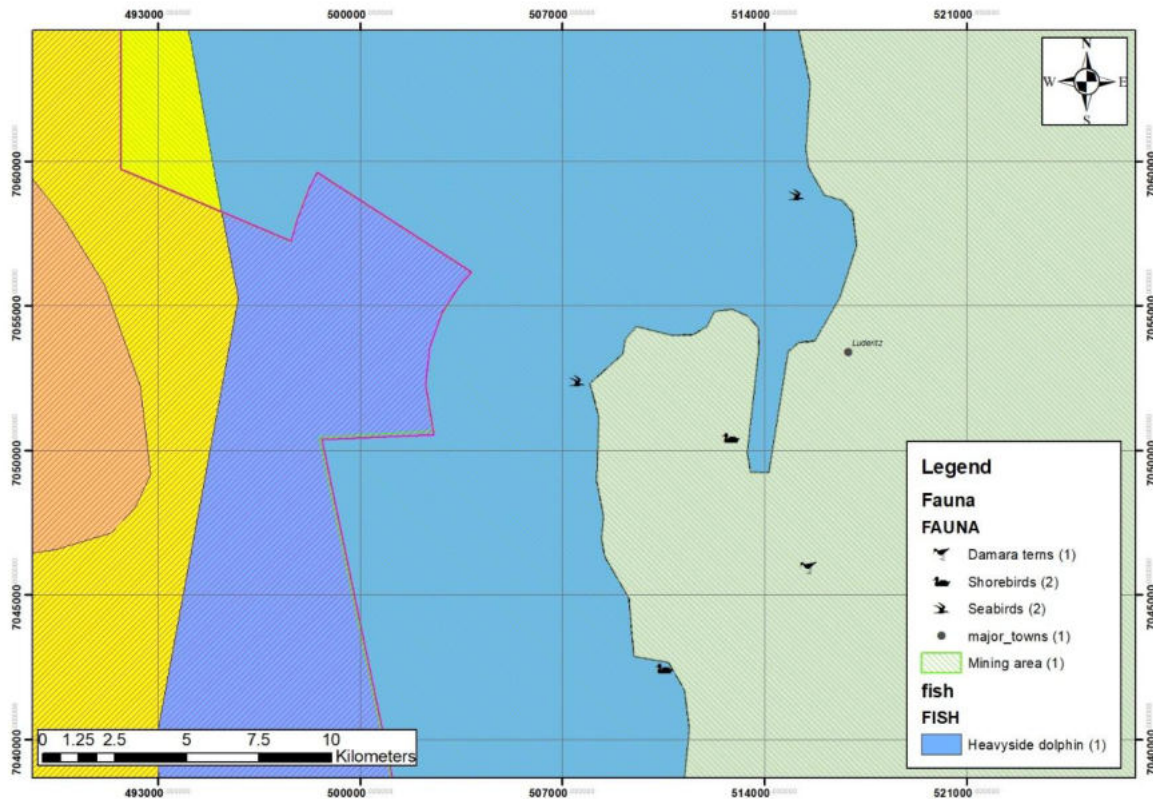 493000 500000 507000 514000 521000
N
W E
S
7060000 7060000
7055000 7055000
Luderitz
7050000 7050000
7045000 7045000
7040000 7040000
Legend
Fauna
FAUNA
Damara terns (1)
Shorebirds (2)
Seabirds (2)
major_towns (1)
Mining area (1)
fish
FISH
Heavyside dolphin (1)
0 1.25 2.5 5 7.5 10
Kilometers
493000 500000 507000 514000 521000